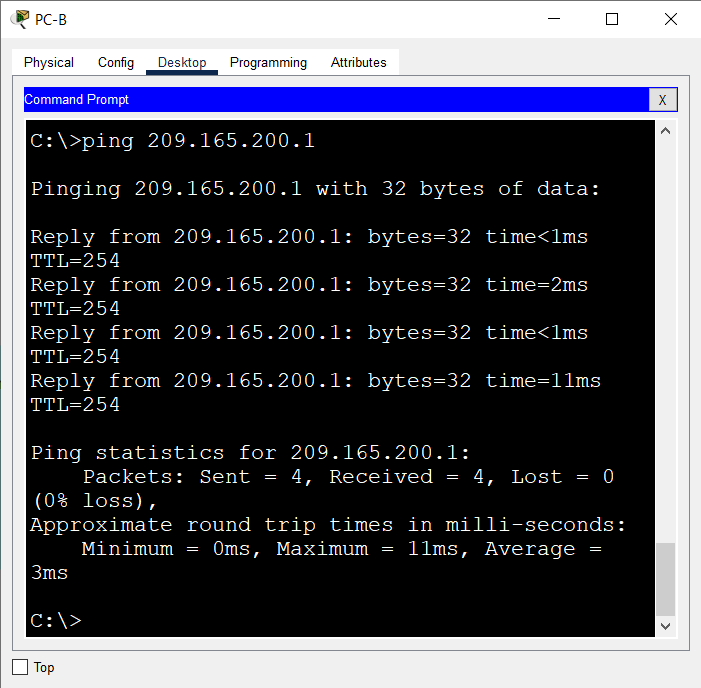 PC-B
Physical Config Desktop Programming Attributes
Command Prompt X
C:\>ping 209.165.200.1
Pinging 209.165.200.1 with 32 bytes of data:
Reply from 209.165.200.1: bytes=32 time<1ms
TTL=254
Reply from 209.165.200.1: bytes=32 time=2ms
TTL=254
Reply from 209.165.200.1: bytes=32 time<1ms
TTL=254
Reply from 209.165.200.1: bytes=32 time=11ms
TTL=254
Ping statistics for 209.165.200.1:
Packets: Sent = 4, Received = 4, Lost = 0
(0% loss),
Approximate round trip times in milli-seconds:
Minimum = 0ms, Maximum = 11ms, Average =
3ms
C:\>
Top